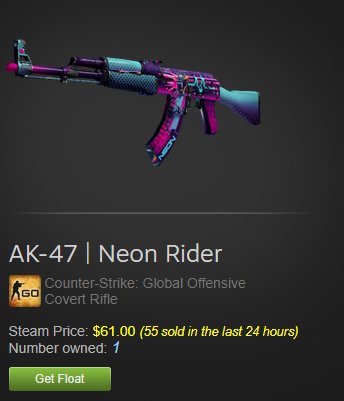 NEON
AK-47 | Neon Rider
GO
Counter-Strike: Global Offensive
Covert Rifle
Steam Price: $61.00 (55 sold in the last 24 hours)
Number owned: 1
Get Float